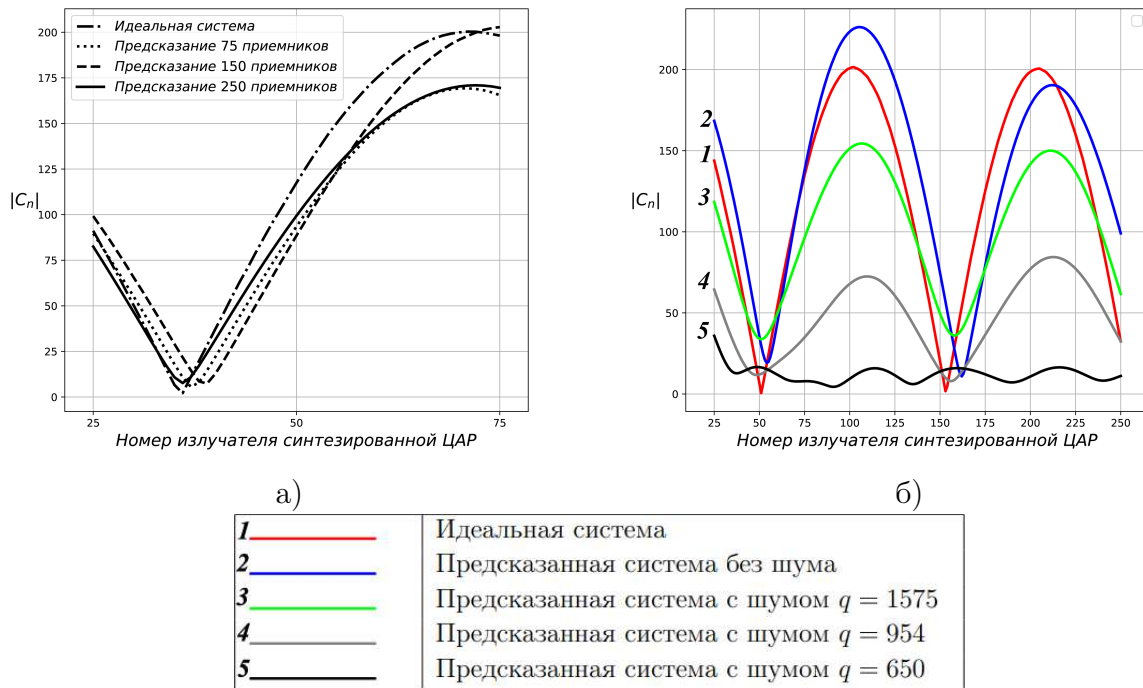 Идеальная система
Предсказание 75 приемников
Предсказание 150 приемников
Предсказание 250 приемников
200
175
150
125
100
75
50
25
0
|Cₙ|
25 50 75
Номер излучателя синтезированной ЦАР
а)
200
150
100
50
0
|Cₙ|
2
1
3
4
5
25 50 75 100 125 150 175 200 225 250
Номер излучателя синтезированной ЦАР
б)
1 Идеальная система
2 Предсказанная система без шума
3 Предсказанная система с шумом q = 1575
4 Предсказанная система с шумом q = 954
5 Предсказанная система с шумом q = 650